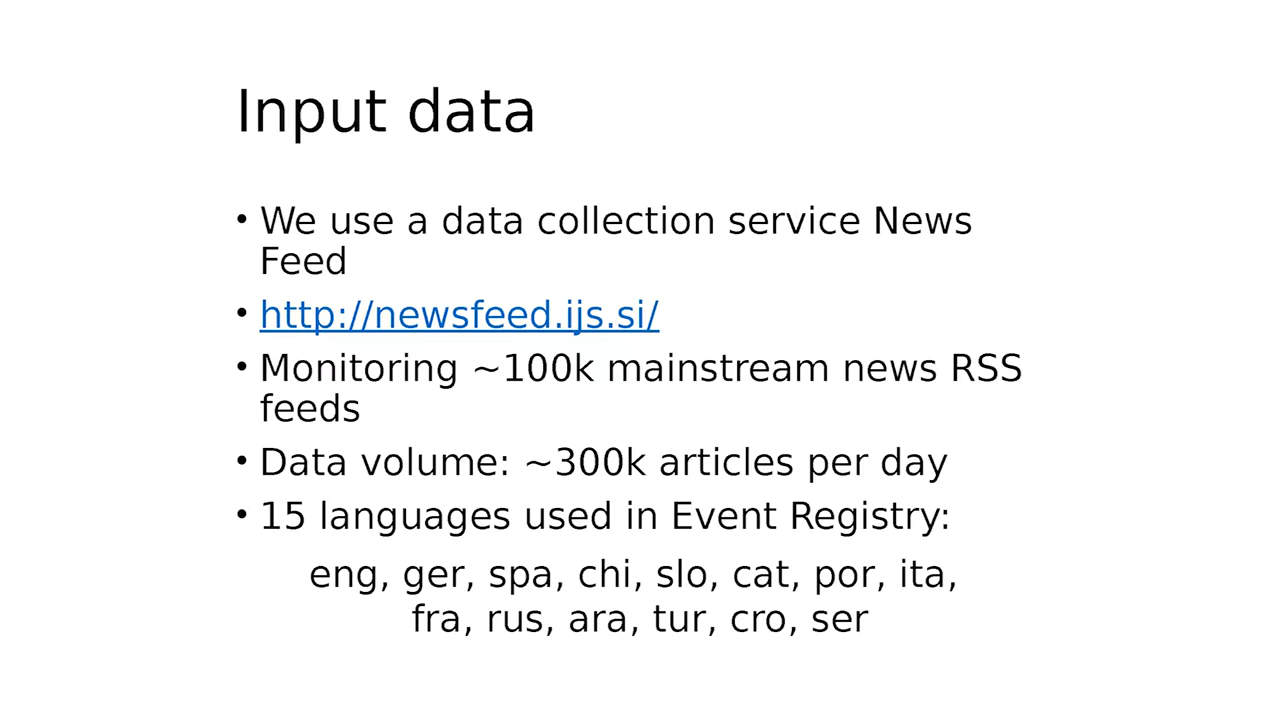 Input data
• We use a data collection service News
Feed
• http://newsfeed.ijs.si/
• Monitoring ~100k mainstream news RSS
feeds
• Data volume: ~300k articles per day
• 15 languages used in Event Registry:
eng, ger, spa, chi, slo, cat, por, ita,
fra, rus, ara, tur, cro, ser